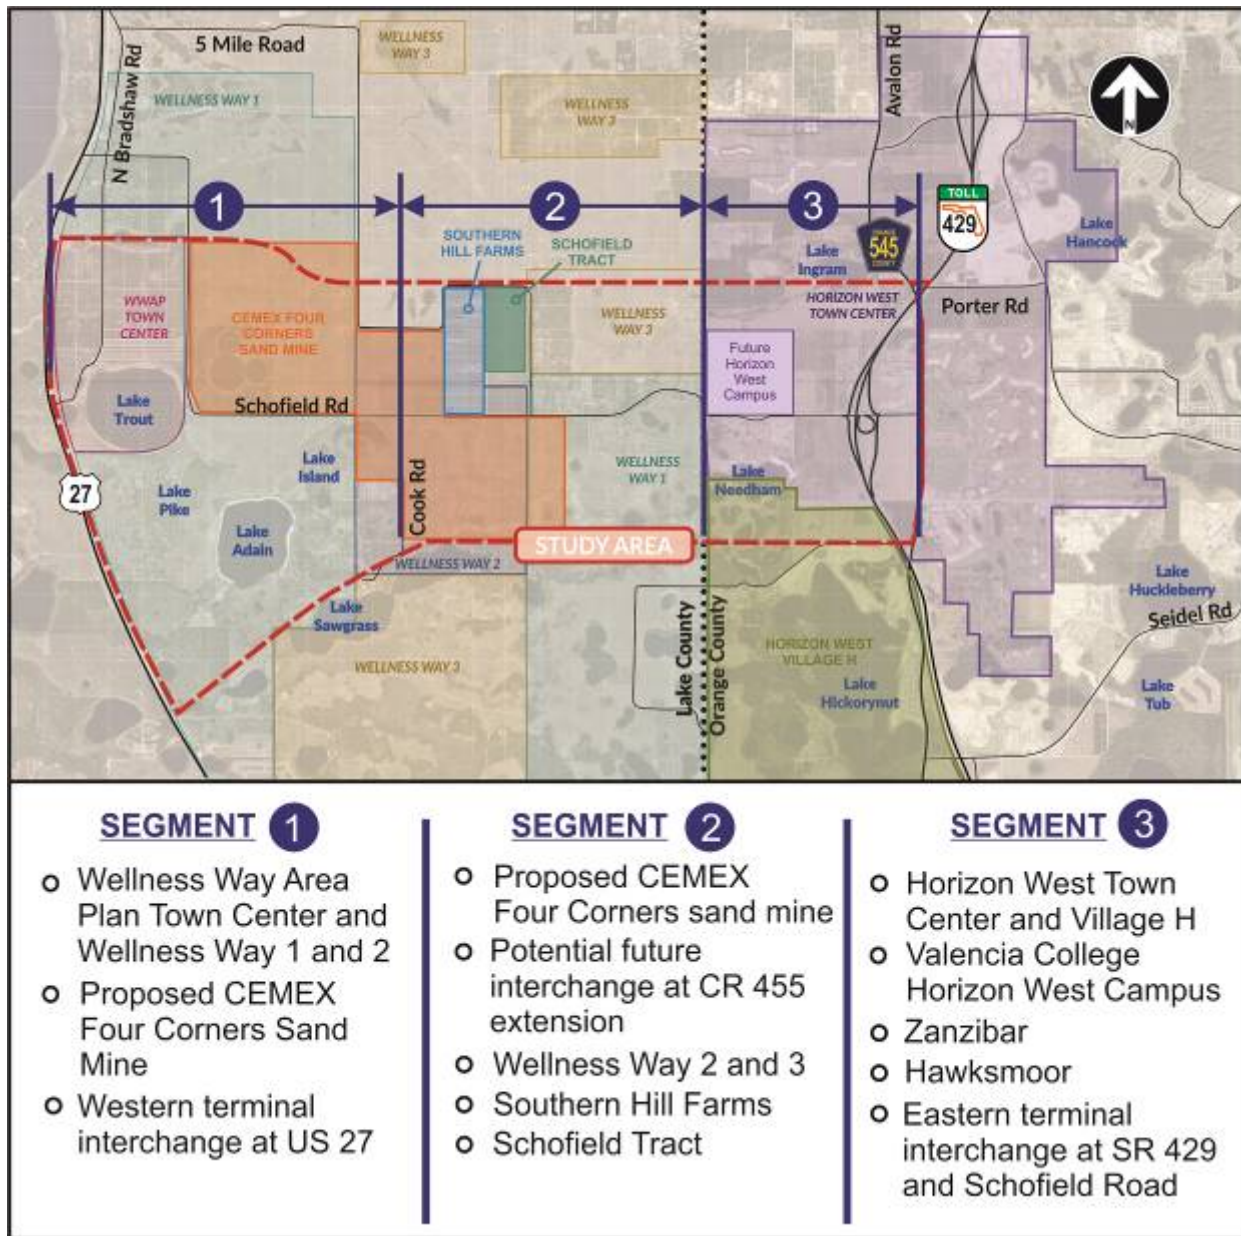 5 Mile Road
N Bradshaw Rd
WELLNESS
WAY 3
WELLNESS WAY 1
WELLNESS
WAY 3
Avalon Rd
N
1
2
3
TOLL
429
ORANGE
545
COUNTY
SOUTHERN
HILL FARMS
SCHOFIELD
TRACT
Lake
Ingram
Lake
Hancock
WWAP
TOWN
CENTER
CEMEX FOUR
CORNERS
SAND MINE
WELLNESS
WAY 3
HORIZON WEST
TOWN CENTER
Porter Rd
Future
Horizon
West
Campus
Lake
Trout
Schofield Rd
27
Lake
Pike
Lake
Island
Lake
Adain
Cook Rd
WELLNESS
WAY 1
Lake
Needham
STUDY AREA
WELLNESS WAY 2
Lake
Sawgrass
WELLNESS WAY 3
Lake County
Orange County
HORIZON WEST
VILLAGE H
Lake
Hickorynut
Lake
Huckleberry
Seidel Rd
Lake
Tub
SEGMENT 1
Wellness Way Area
Plan Town Center and
Wellness Way 1 and 2
Proposed CEMEX
Four Corners Sand
Mine
Western terminal
interchange at US 27
SEGMENT 2
Proposed CEMEX
Four Corners sand mine
Potential future
interchange at CR 455
extension
Wellness Way 2 and 3
Southern Hill Farms
Schofield Tract
SEGMENT 3
Horizon West Town
Center and Village H
Valencia College
Horizon West Campus
Zanzibar
Hawksmoor
Eastern terminal
interchange at SR 429
and Schofield Road